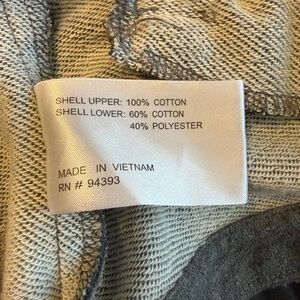 SHELL UPPER: 100% COTTON
SHELL LOWER: 60% COTTON
40% POLYESTER
MADE IN VIETNAM
RN # 94393